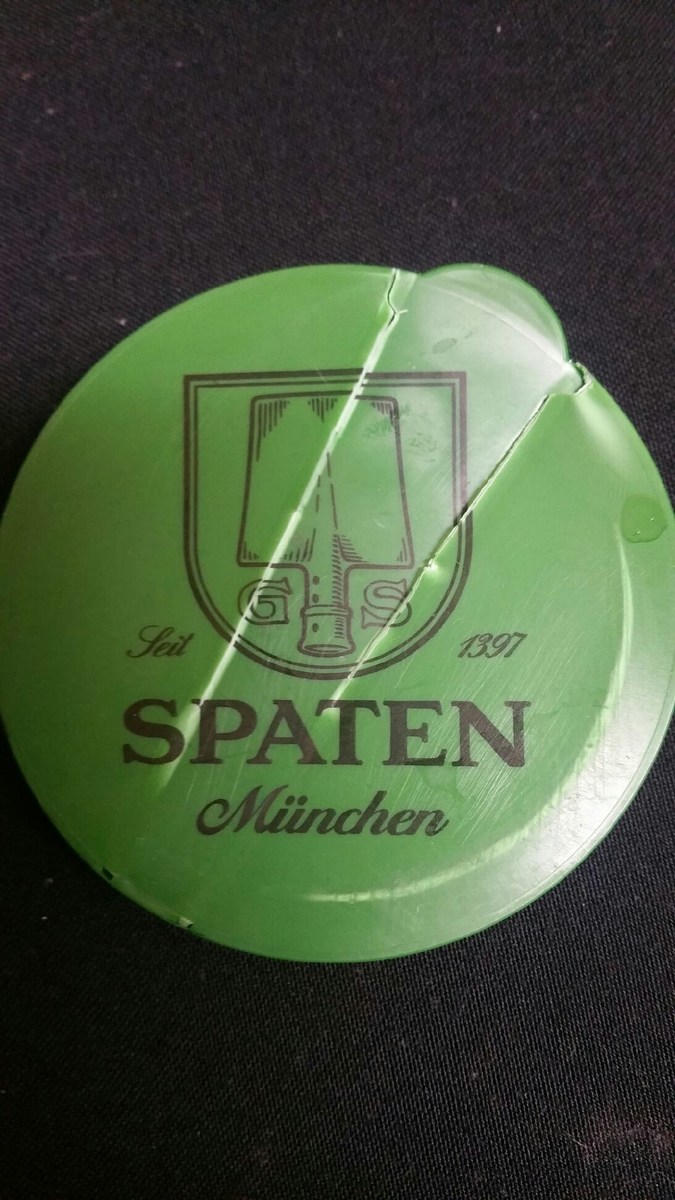 G S
Seit 1397
SPATEN
München